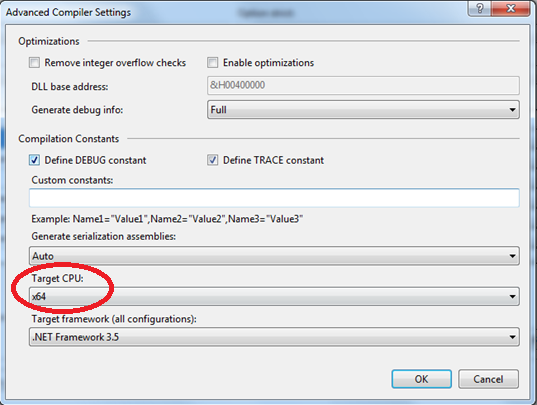 Advanced Compiler Settings
Optimizations
Remove integer overflow checks Enable optimizations
DLL base address: &H00400000
Generate debug info: Full
Compilation Constants
Define DEBUG constant Define TRACE constant
Custom constants:
Example: Name1="Value1",Name2="Value2",Name3="Value3"
Generate serialization assemblies:
Auto
Target CPU:
x64
Target framework (all configurations):
.NET Framework 3.5
OK Cancel